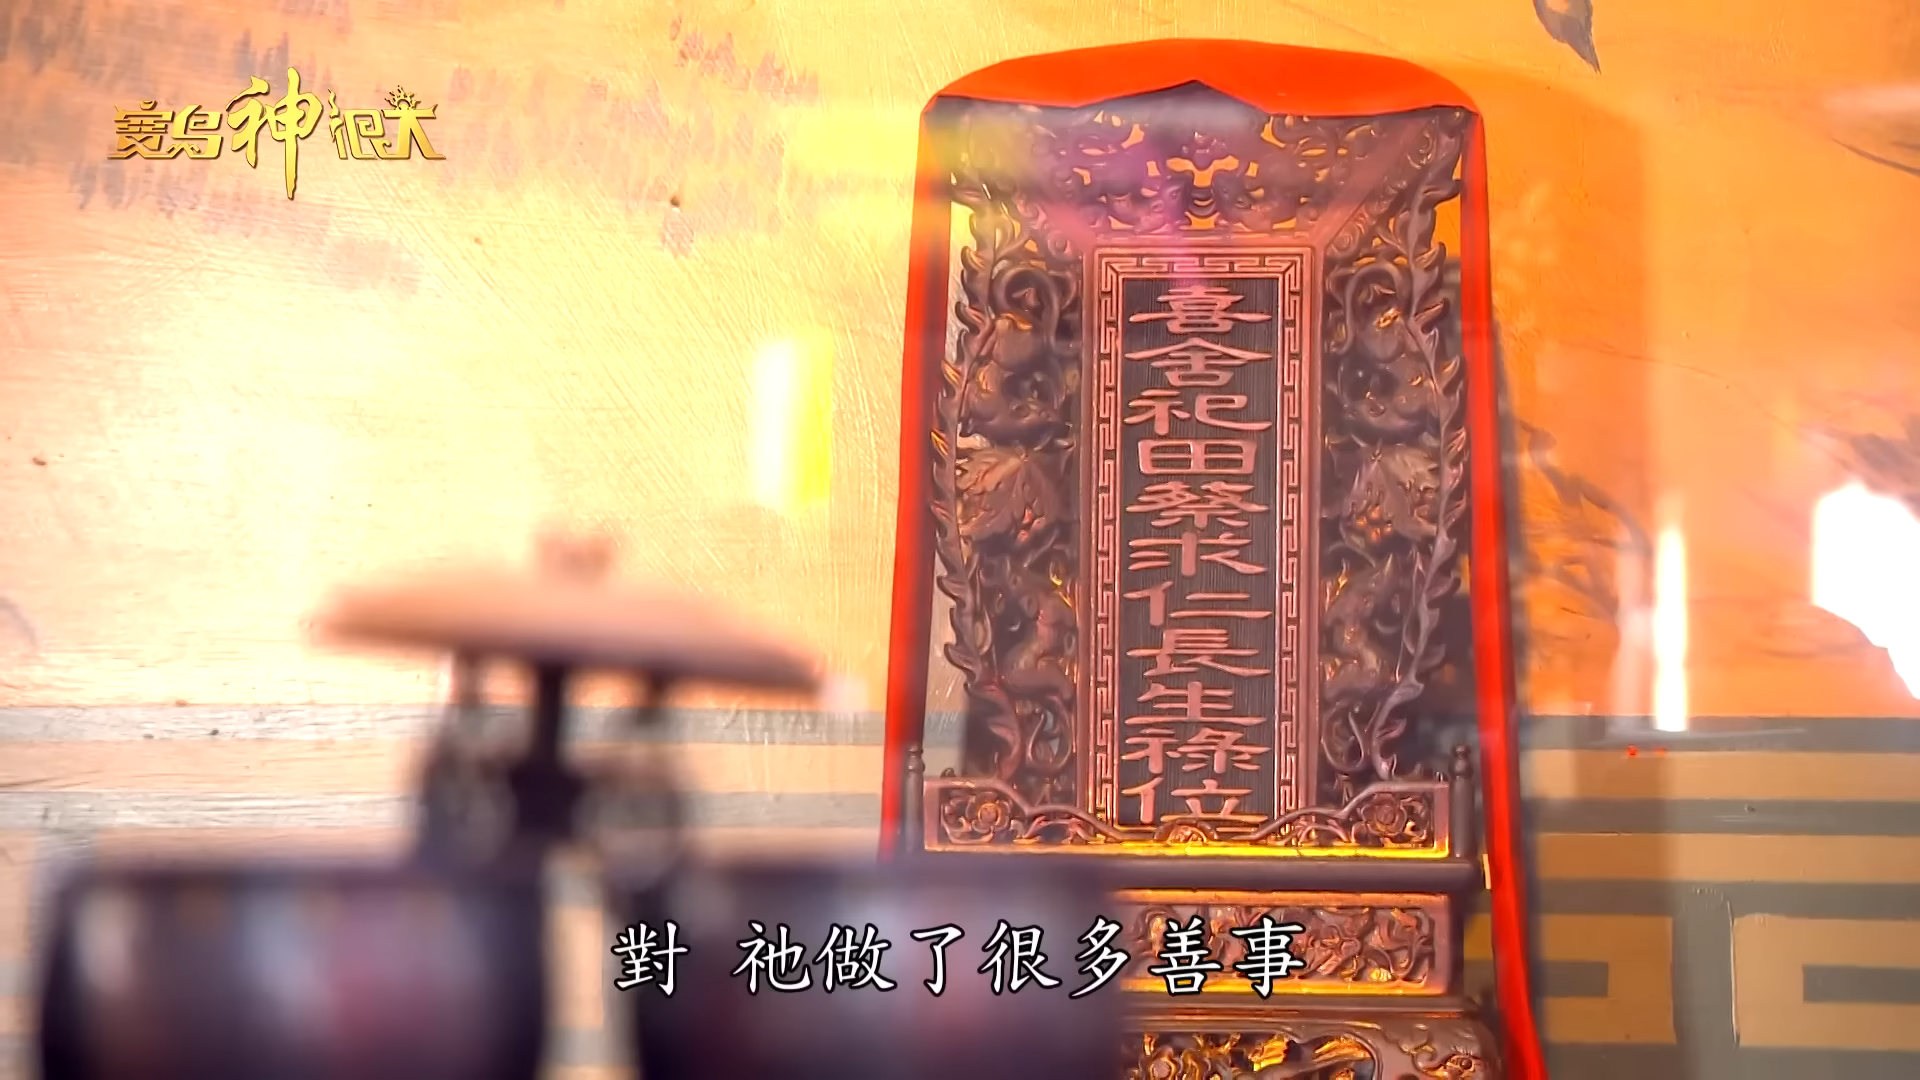 寶島神很大
喜舍祀田蔡求仁長生祿位
對 祂做了很多善事